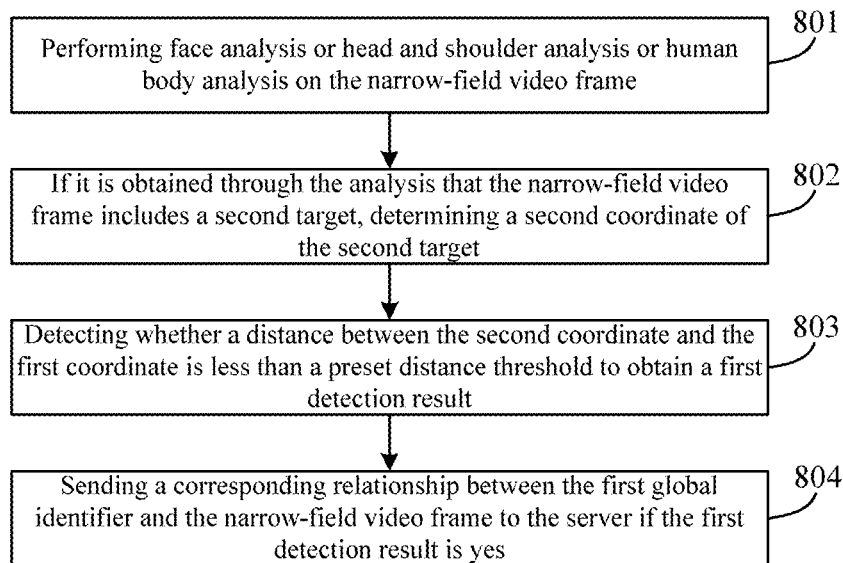 801
Performing face analysis or head and shoulder analysis or human
body analysis on the narrow-field video frame
802
If it is obtained through the analysis that the narrow-field video
frame includes a second target, determining a second coordinate of
the second target
803
Detecting whether a distance between the second coordinate and the
first coordinate is less than a preset distance threshold to obtain a first
detection result
804
Sending a corresponding relationship between the first global
identifier and the narrow-field video frame to the server if the first
detection result is yes